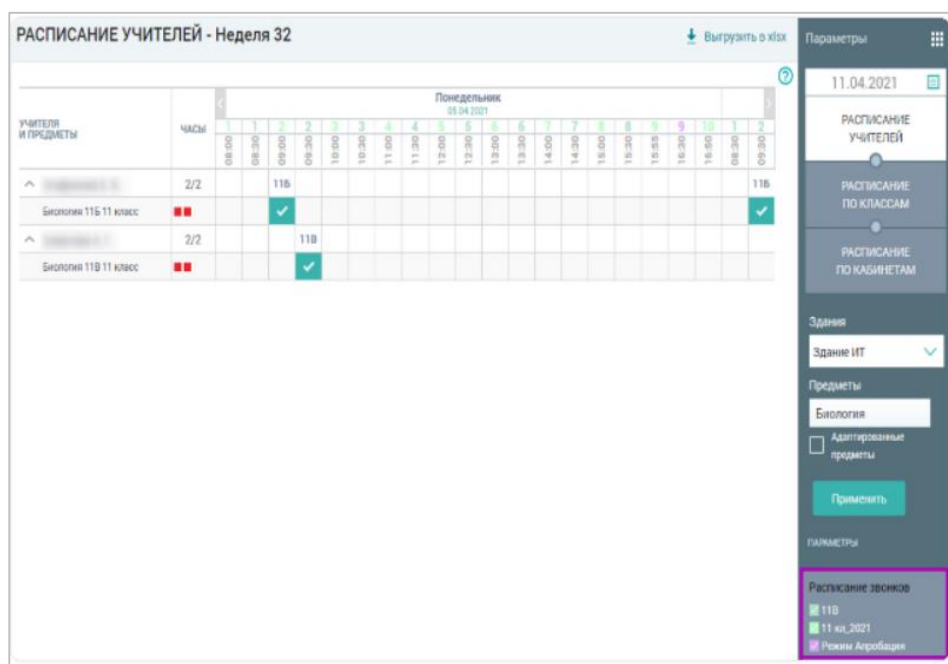 РАСПИСАНИЕ УЧИТЕЛЕЙ - Неделя 32
Выгрузить в xlsx
Параметры
?
11.04.2021
РАСПИСАНИЕ
УЧИТЕЛЕЙ
РАСПИСАНИЕ
ПО КЛАССАМ
РАСПИСАНИЕ
ПО КАБИНЕТАМ
Понедельник
05.04.2021
УЧИТЕЛЯ
И ПРЕДМЕТЫ
ЧАСЫ
1 1 2 2 3 3 4 4 5 5 6 6 7 7 8 8 9 9 10 1 2
08:00 08:30 09:00 09:30 10:00 10:30 11:00 11:30 12:00 12:30 13:00 13:30 14:00 14:30 15:00 15:30 15:55 16:30 16:50 08:30 09:30
2/2 11Б 11Б
Биология 11Б 11 класс
2/2 11В
Биология 11В 11 класс
Здания
Здание ИТ
Предметы
Биология
Адаптированные
предметы
Применить
ПАРАМЕТРЫ
Расписание звонков
11В
11 кл_2021
Режим Апробация